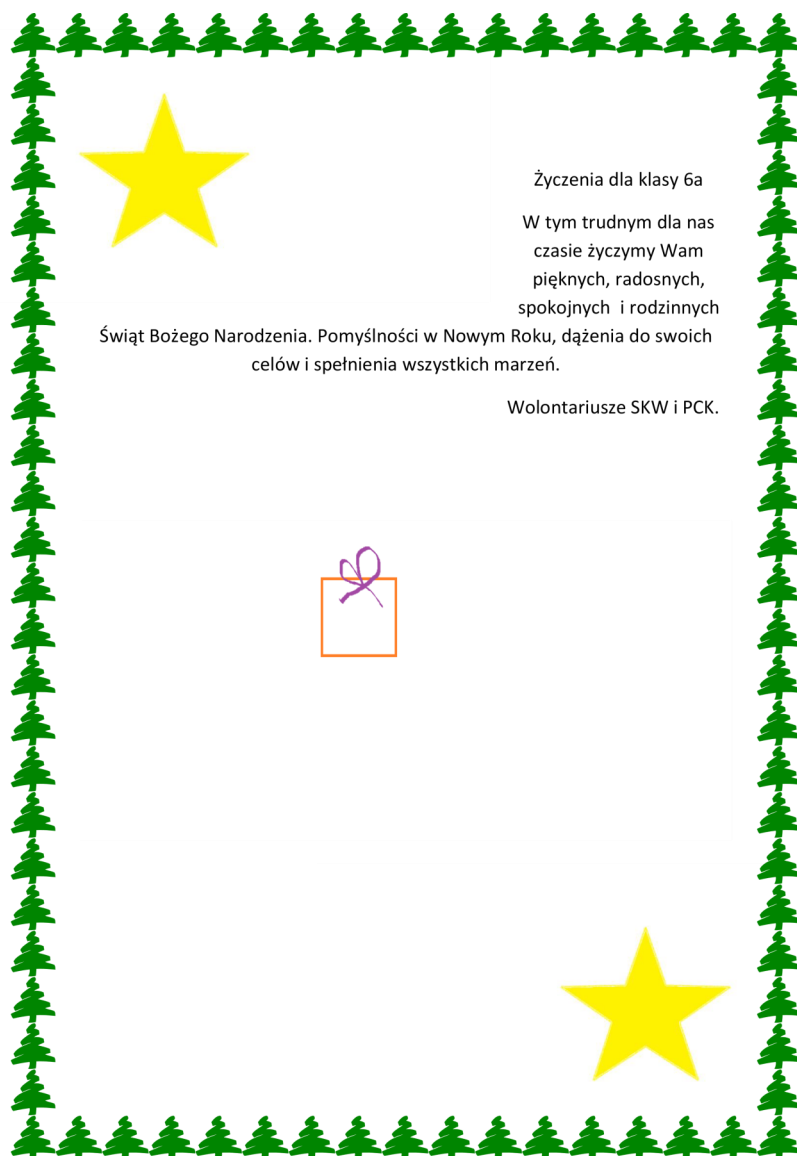 Życzenia dla klasy 6a
W tym trudnym dla nas
czasie życzymy Wam
pięknych, radosnych,
spokojnych  i rodzinnych
Świąt Bożego Narodzenia. Pomyślności w Nowym Roku, dążenia do swoich
celów i spełnienia wszystkich marzeń.
Wolontariusze SKW i PCK.